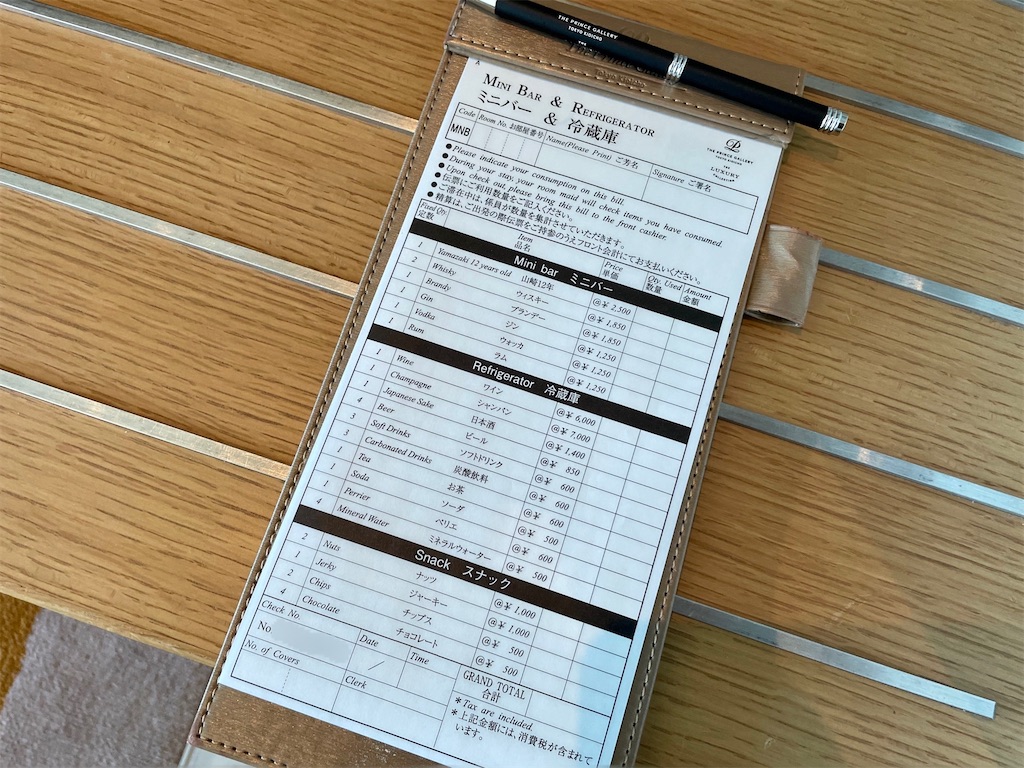 THE PRINCE GALLERY
TOKYO KIOICHO
MINI BAR & REFRIGERATOR
ミニバー & 冷蔵庫
THE PRINCE GALLERY
TOKYO KIOICHO
THE LUXURY COLLECTION
Code Room No. お部屋番号 Name(Please Print) ご芳名 Signature ご署名
MNB
● Please indicate your consumption on this bill.
● During your stay, your room maid will check items you have consumed.
● Upon check out, please bring this bill to the front cashier.
● 伝票にご利用数量をご記入ください。
● ご滞在中は、係員が数量を集計させていただきます。
● 精算は、ご出発の際伝票をご持参のうえフロント会計にてお支払いください。
Fixed Qty. Item Price Qty. Used Amount
定数 品名 単価 数量 金額
Mini bar ミニバー
1 Yamazaki 12 years old 山崎12年 @¥ 2,500
2 Whisky ウイスキー @¥ 1,850
1 Brandy ブランデー @¥ 1,850
1 Gin ジン @¥ 1,250
1 Vodka ウォッカ @¥ 1,250
1 Rum ラム @¥ 1,250
Refrigerator 冷蔵庫
1 Wine ワイン @¥ 6,000
1 Champagne シャンパン @¥ 7,000
1 Japanese Sake 日本酒 @¥ 1,400
4 Beer ビール @¥ 850
1 Soft Drinks ソフトドリンク @¥ 600
3 Carbonated Drinks 炭酸飲料 @¥ 600
3 Tea お茶 @¥ 600
1 Soda ソーダ @¥ 500
1 Perrier ペリエ @¥ 600
4 Mineral Water ミネラルウォーター @¥ 500
Snack スナック
2 Nuts ナッツ @¥ 1,000
1 Jerky ジャーキー @¥ 1,000
2 Chips チップス @¥ 500
4 Chocolate チョコレート @¥ 500
Check No. Date Time GRAND TOTAL
No. / 合計
No. of Covers Clerk
* Tax are included.
* 上記金額には、消費税が含まれて
います。